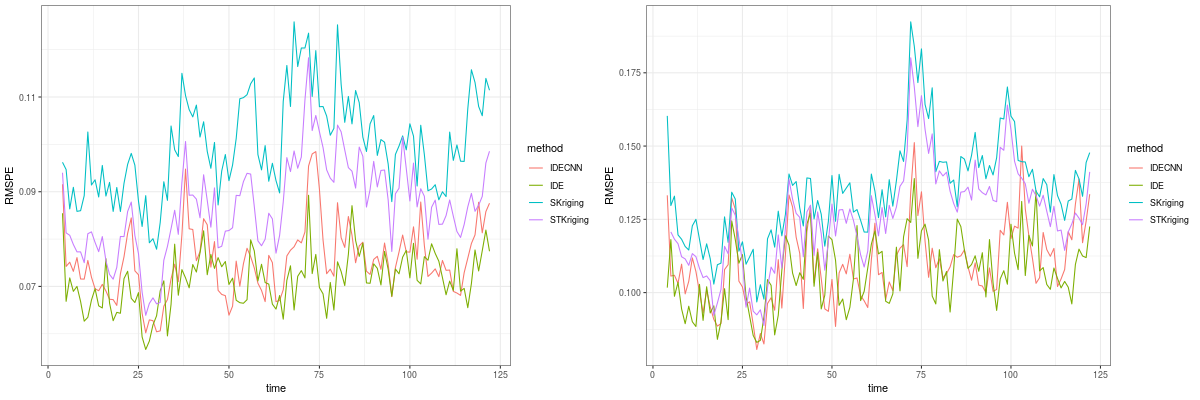 RMSPE
0.11
0.09
0.07
0
25
50
75
100
125
time
method
IDECNN
IDE
SKriging
STKriging
RMSPE
0.175
0.150
0.125
0.100
0
25
50
75
100
125
time
method
IDECNN
IDE
SKriging
STKriging